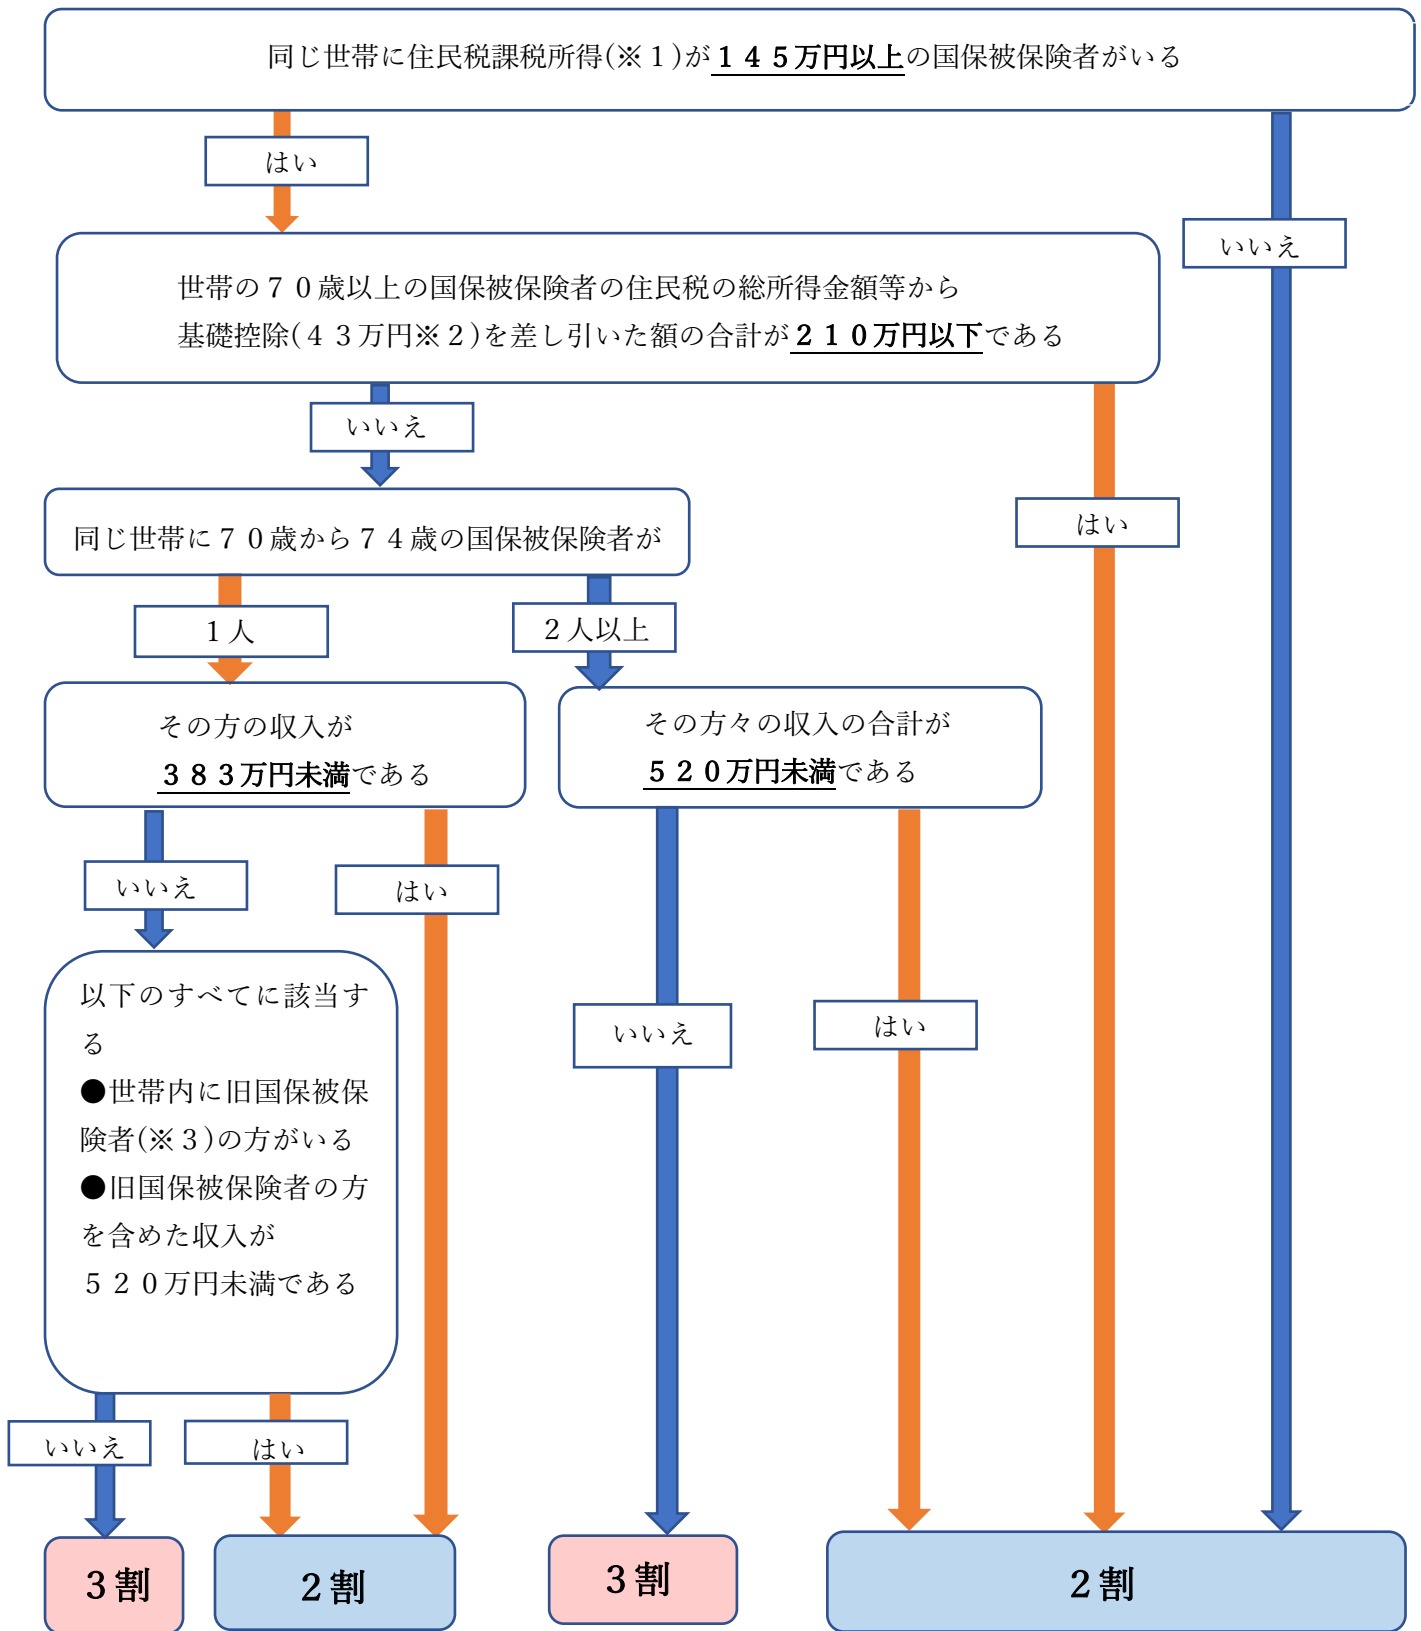 同じ世帯に住民税課税所得(※１)が１４５万円以上の国保被保険者がいる
はい
いいえ
世帯の７０歳以上の国保被保険者の住民税の総所得金額等から
基礎控除(４３万円※２)を差し引いた額の合計が２１０万円以下である
いいえ
はい
同じ世帯に７０歳から７４歳の国保被保険者が
１人
２人以上
その方の収入が
３８３万円未満である
その方々の収入の合計が
５２０万円未満である
いいえ
はい
いいえ
はい
以下のすべてに該当す
る
●世帯内に旧国保被保
険者(※３)の方がいる
●旧国保被保険者の方
を含めた収入が
５２０万円未満である
いいえ
はい
３割
２割
３割
２割